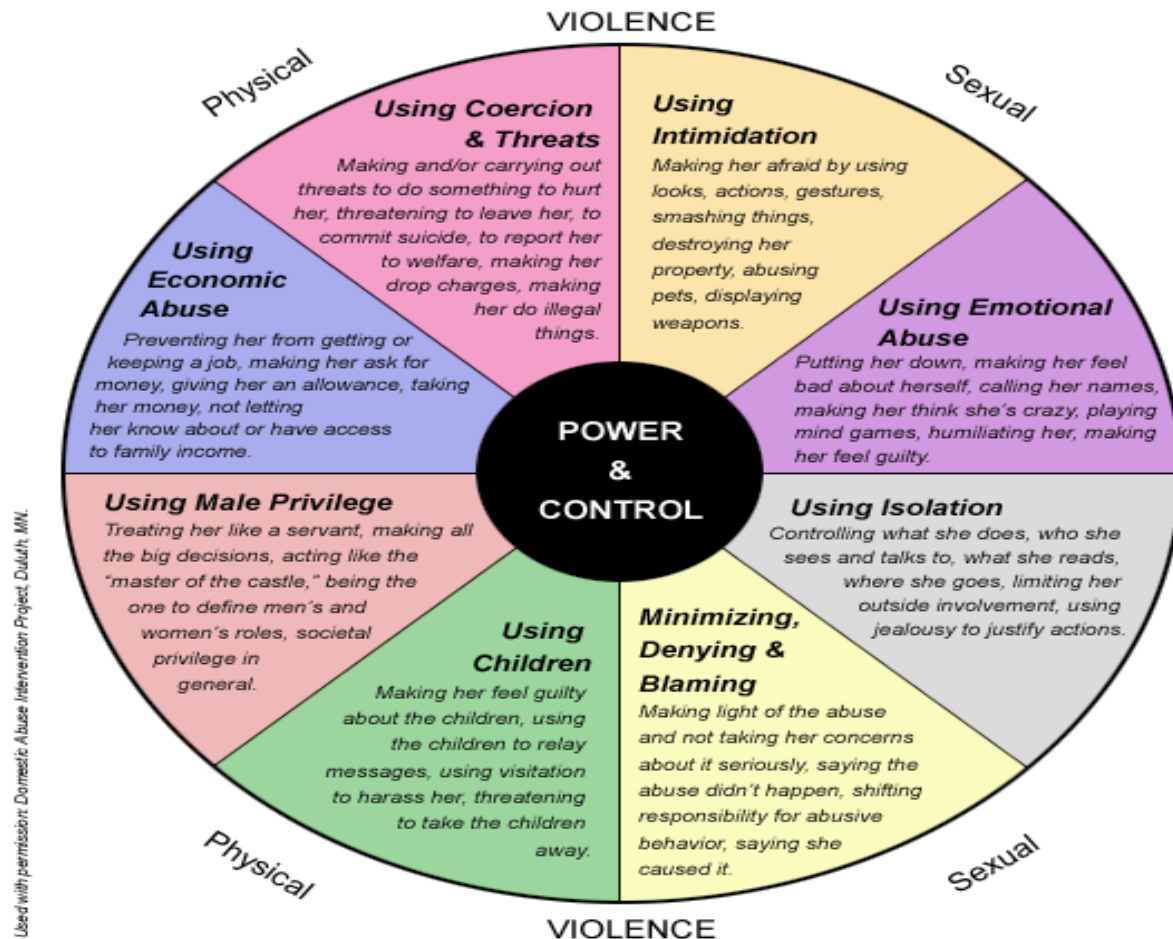 VIOLENCE
Physical
Sexual
Using Coercion
& Threats
Making and/or carrying out
threats to do something to hurt
her, threatening to leave her, to
commit suicide, to report her
to welfare, making her
drop charges, making
her do illegal
things.
Using
Intimidation
Making her afraid by using
looks, actions, gestures,
smashing things,
destroying her
property, abusing
pets, displaying
weapons.
Using
Economic
Abuse
Preventing her from getting or
keeping a job, making her ask for
money, giving her an allowance, taking
her money, not letting
her know about or have access
to family income.
Using Emotional
Abuse
Putting her down, making her feel
bad about herself, calling her names,
making her think she's crazy, playing
mind games, humiliating her, making
her feel guilty.
POWER
&
CONTROL
Using Male Privilege
Treating her like a servant, making all
the big decisions, acting like the
"master of the castle," being the
one to define men's and
women's roles, societal
privilege in
general.
Using Isolation
Controlling what she does, who she
sees and talks to, what she reads,
where she goes, limiting her
outside involvement, using
jealousy to justify actions.
Using
Children
Making her feel guilty
about the children, using
the children to relay
messages, using visitation
to harass her, threatening
to take the children
away.
Minimizing,
Denying &
Blaming
Making light of the abuse
and not taking her concerns
about it seriously, saying the
abuse didn't happen, shifting
responsibility for abusive
behavior, saying she
caused it.
Physical
Sexual
VIOLENCE
Used with permission: Domestic Abuse Intervention Project, Duluth, MN.